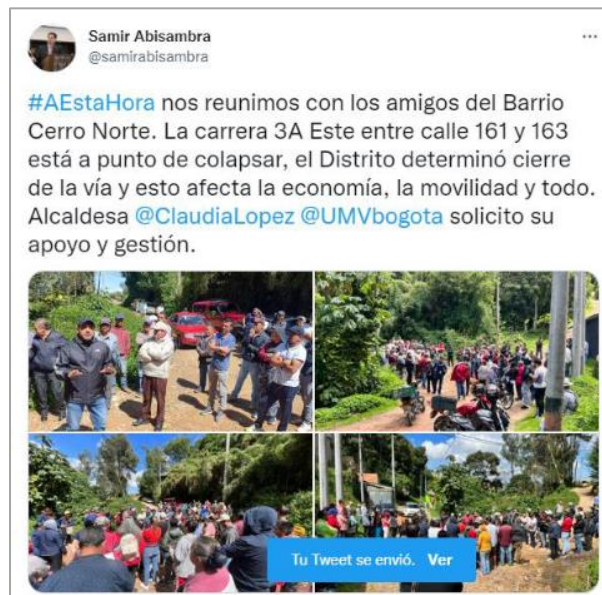 Samir Abisambra
@samirabisambra
#AEstaHora nos reunimos con los amigos del Barrio
Cerro Norte. La carrera 3A Este entre calle 161 y 163
está a punto de colapsar, el Distrito determinó cierre
de la vía y esto afecta la economía, la movilidad y todo.
Alcaldesa @ClaudiaLopez @UMVbogota solicito su
apoyo y gestión.
Tu Tweet se envió. Ver